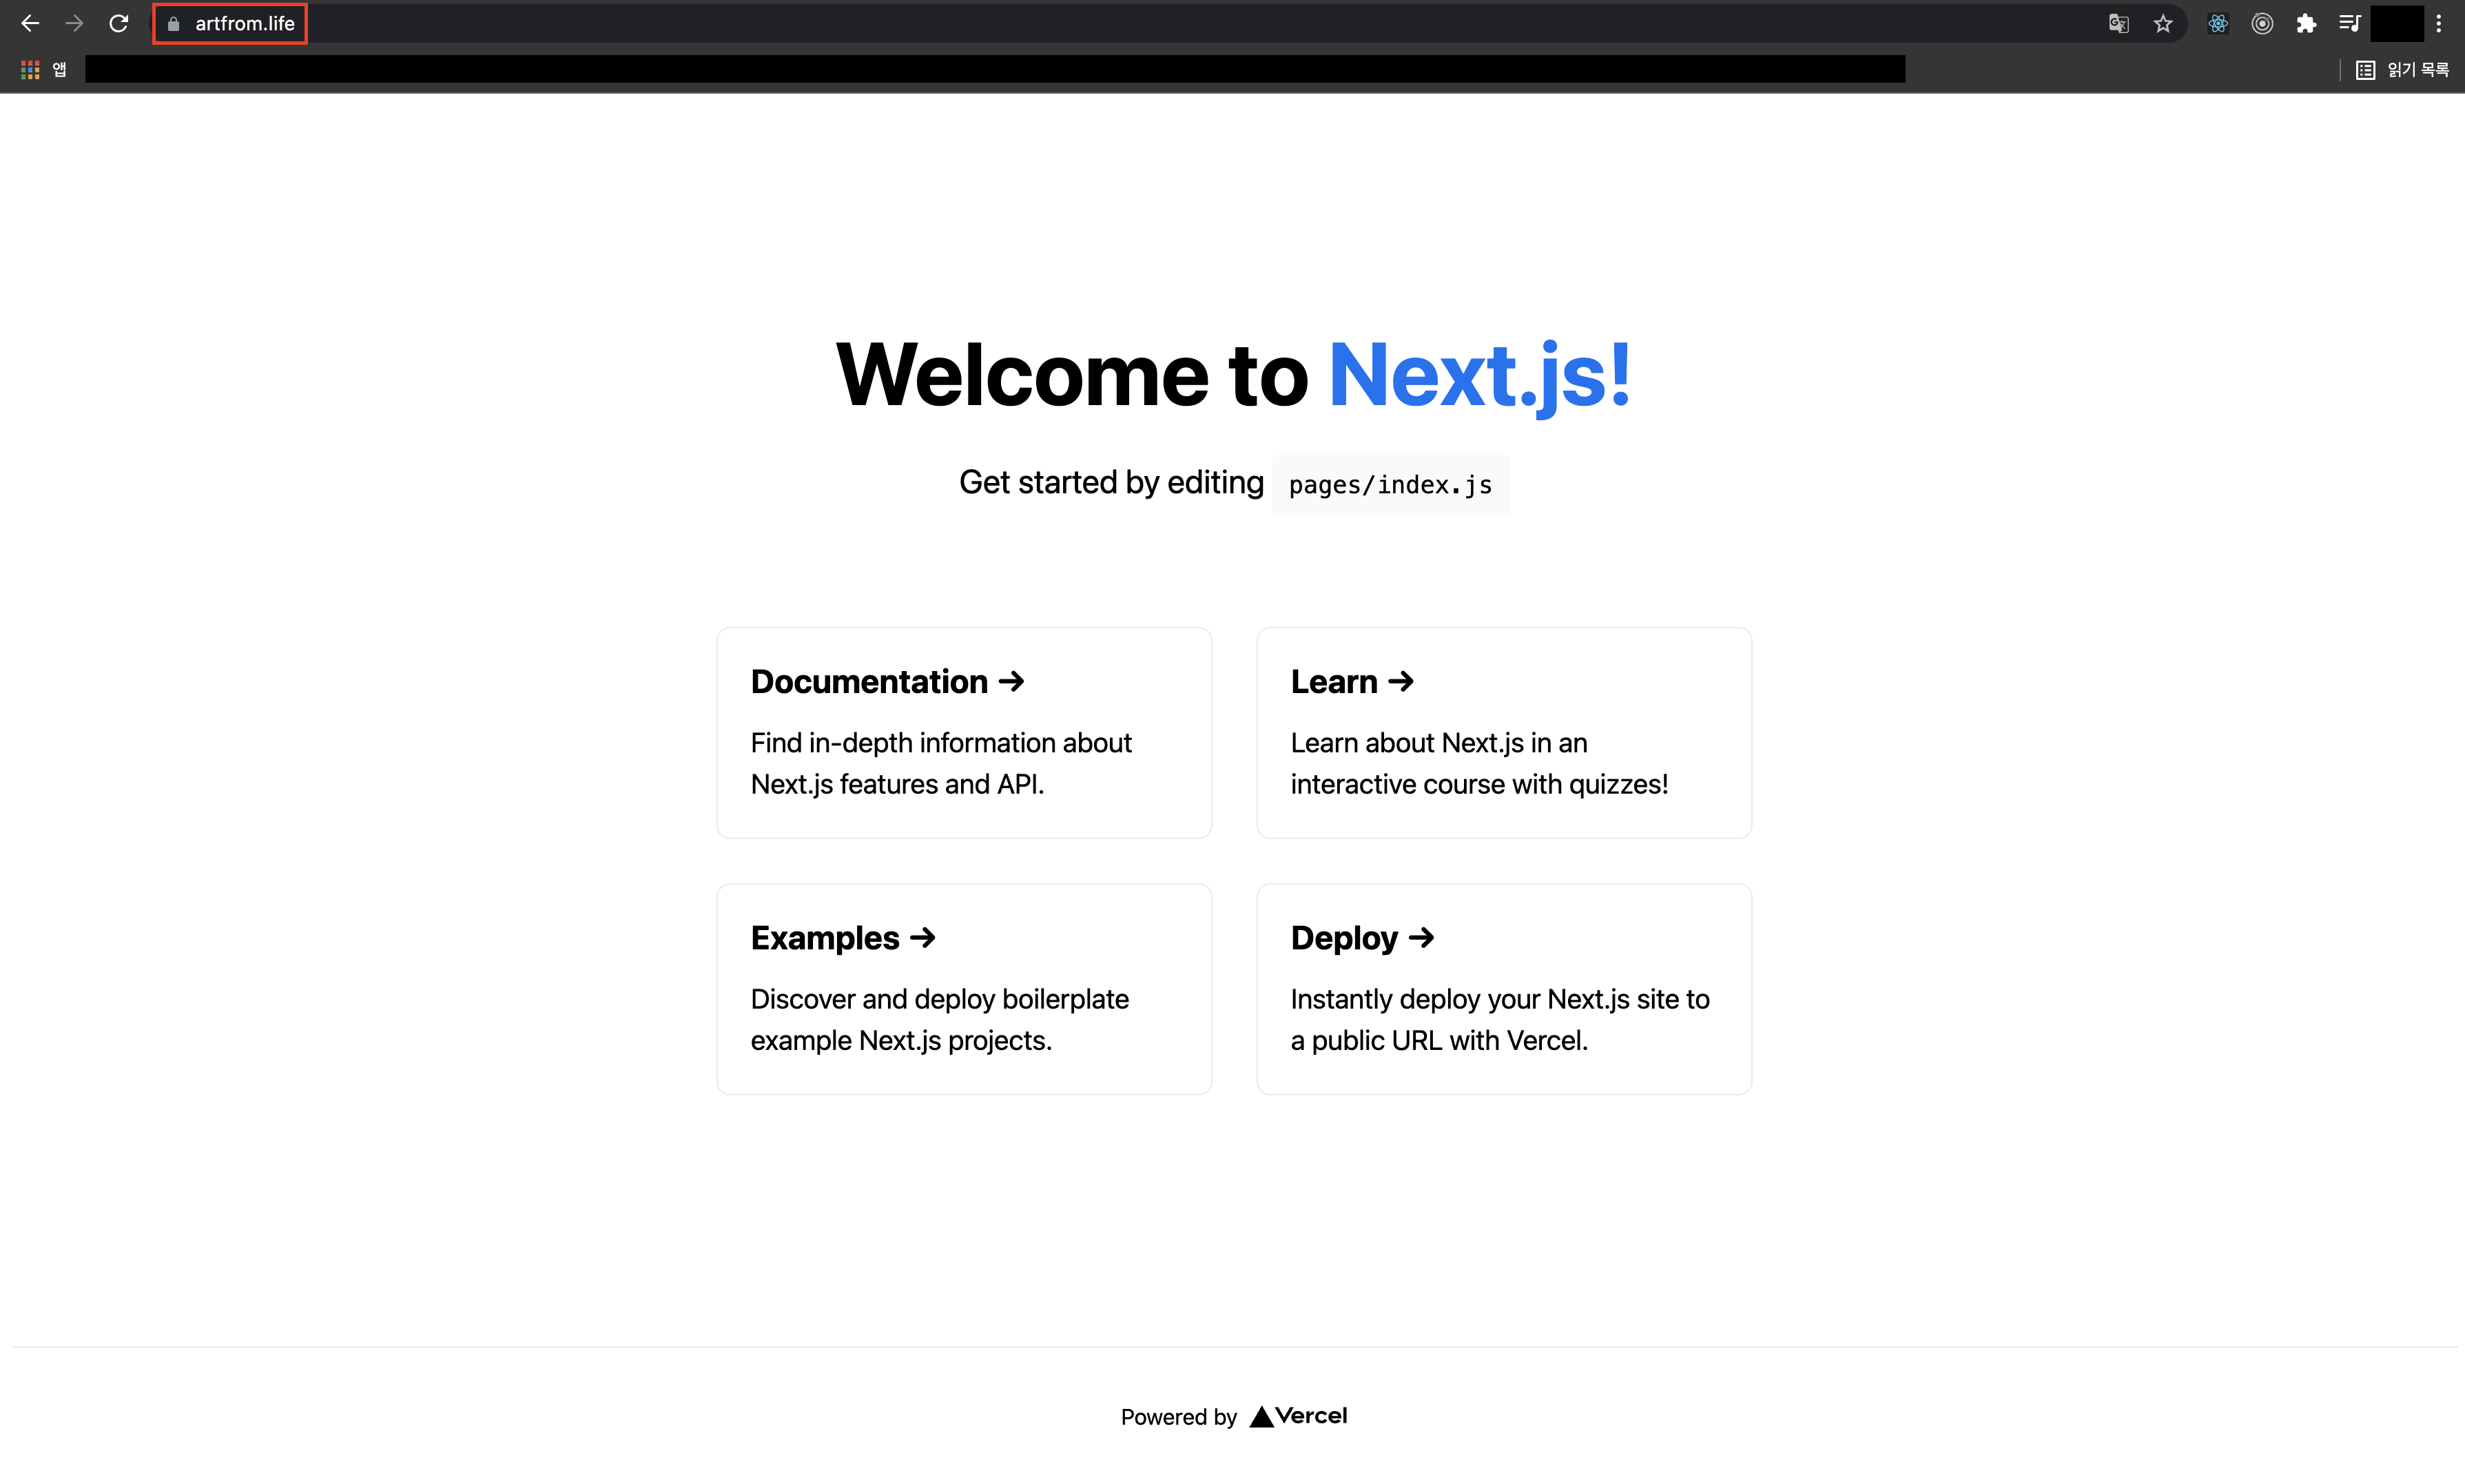 artfrom.life
앱
읽기 목록
Welcome to Next.js!
Get started by editing pages/index.js
Documentation →
Find in-depth information about
Next.js features and API.
Learn →
Learn about Next.js in an
interactive course with quizzes!
Examples →
Discover and deploy boilerplate
example Next.js projects.
Deploy →
Instantly deploy your Next.js site to
a public URL with Vercel.
Powered by Vercel